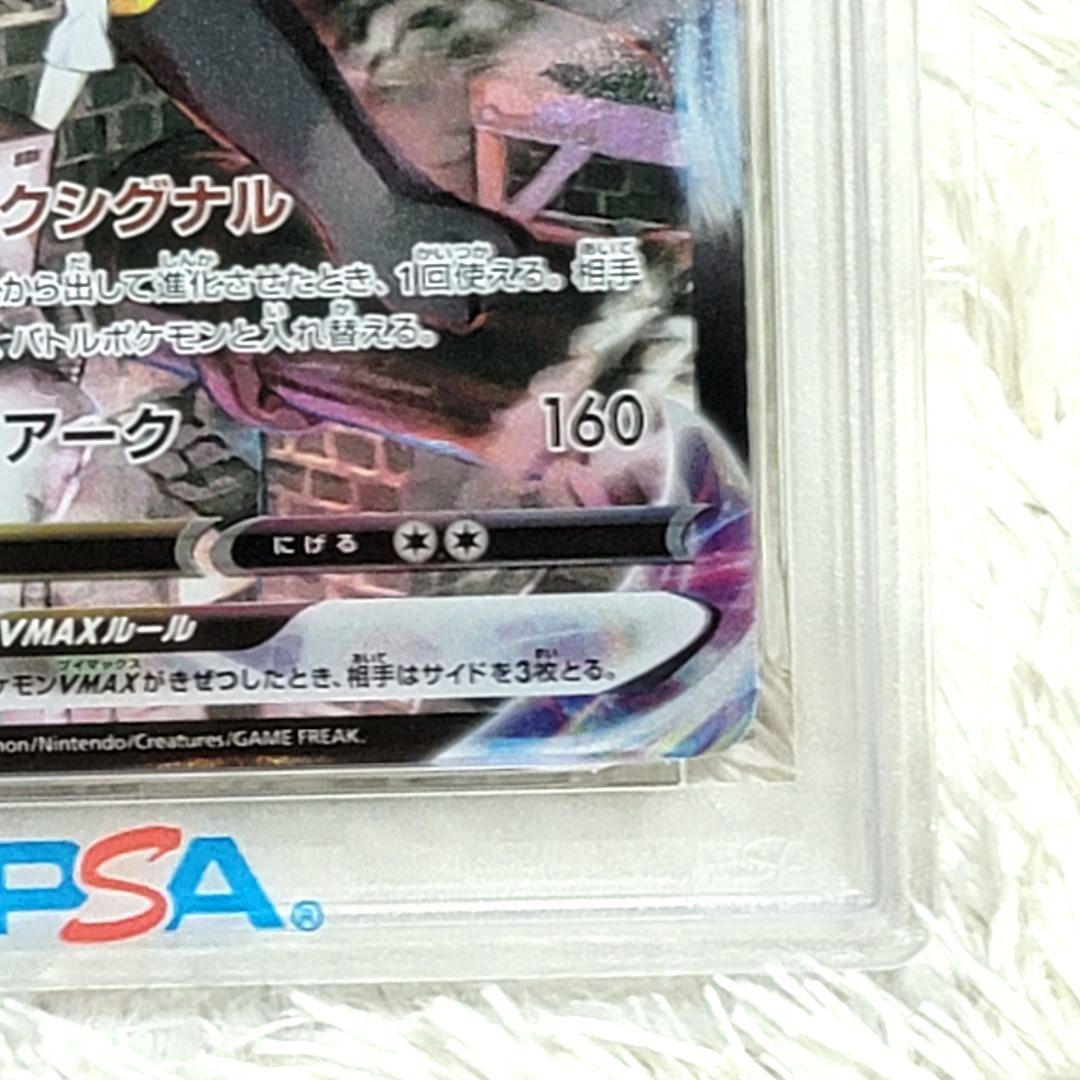 クシグナル
から出して進化させたとき、1回使える。相手
バトルポケモンと入れ替える。
アーク 160
にげる
VMAXルール
ケモンVMAXがきぜつしたとき、相手はサイドを3枚とる。
mon/Nintendo/Creatures/GAME FREAK.
PSA®